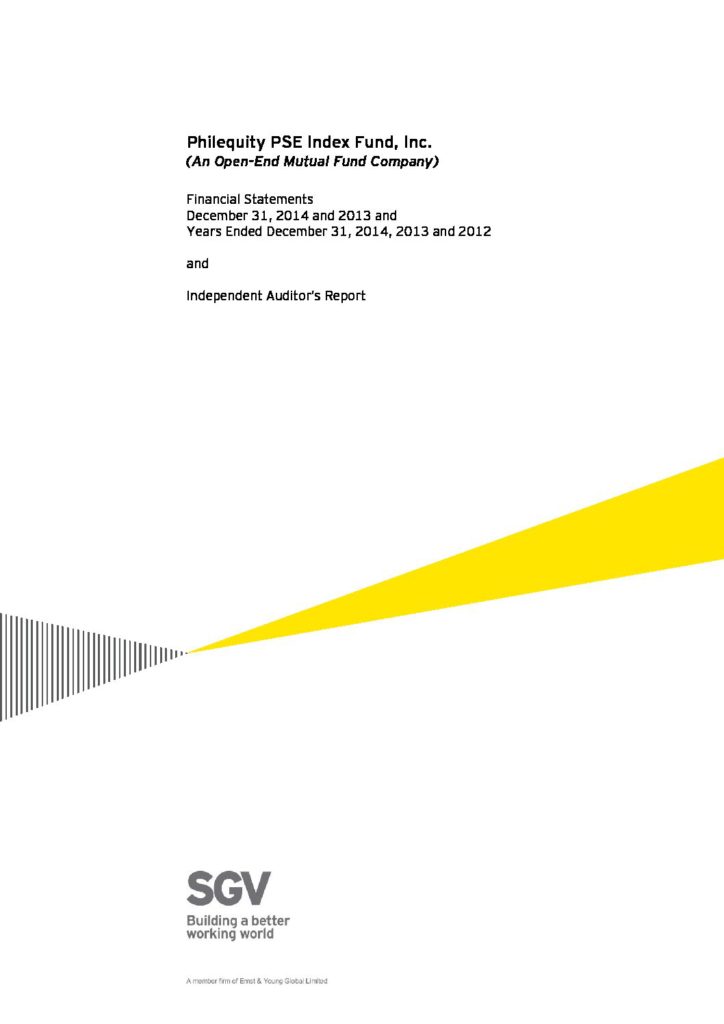 Philequity PSE Index Fund, Inc.
(An Open-End Mutual Fund Company)
Financial Statements
December 31, 2014 and 2013 and
Years Ended December 31, 2014, 2013 and 2012
and
Independent Auditor's Report
SGV
Building a better
working world
A member firm of Ernst & Young Global Limited